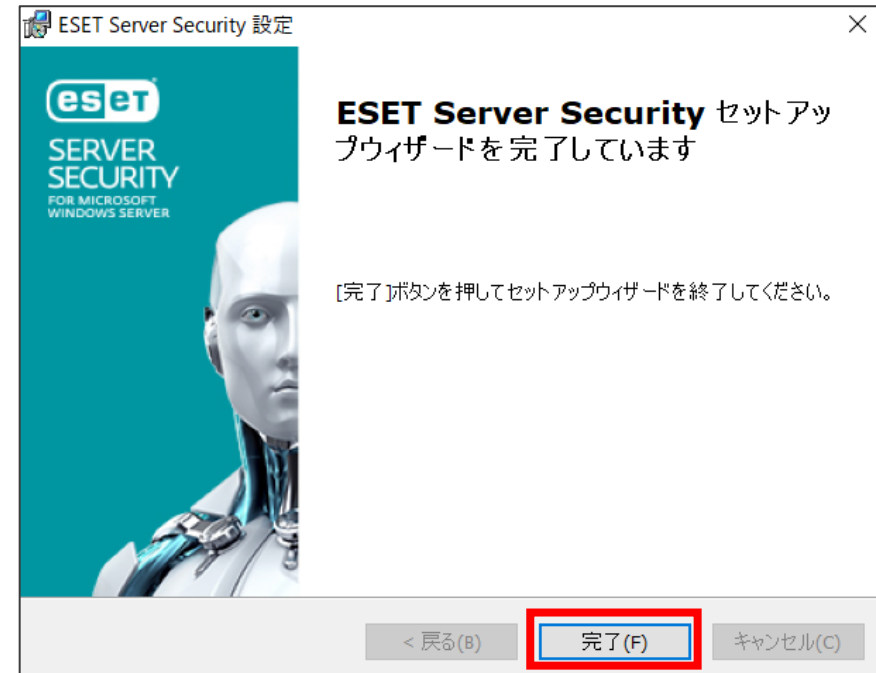 ESET Server Security 設定
eseT
SERVER
SECURITY
FOR MICROSOFT
WINDOWS SERVER
ESET Server Security セットアッ
プウィザードを完了しています
[完了]ボタンを押してセットアップウィザードを終了してください。
< 戻る(B)
完了(F)
キャンセル(C)